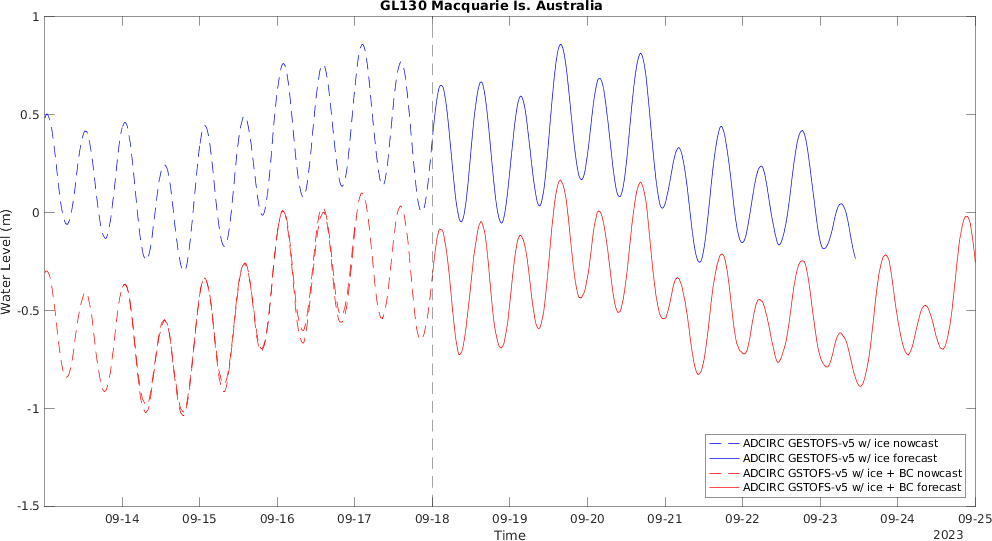 GL130 Macquarie Is. Australia
Water Level (m)
1
0.5
0
-0.5
-1
-1.5
ADCIRC GESTOFS-v5 w/ ice nowcast
ADCIRC GESTOFS-v5 w/ ice forecast
ADCIRC GSTOFS-v5 w/ ice + BC nowcast
ADCIRC GSTOFS-v5 w/ ice + BC forecast
09-14 09-15 09-16 09-17 09-18 09-19 09-20 09-21 09-22 09-23 09-24 09-25
Time
2023